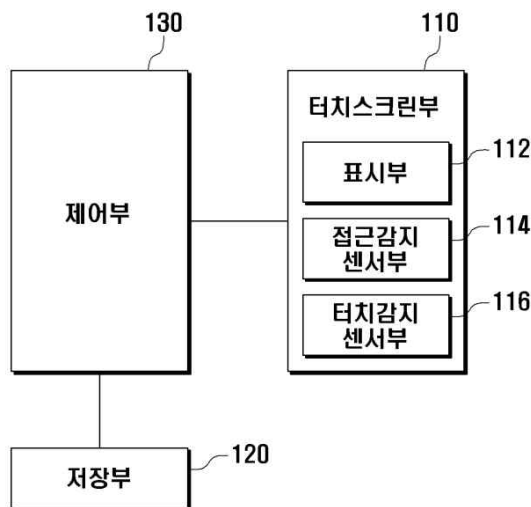 130
110
제어부
터치스크린부
표시부
112
접근감지
센서부
114
터치감지
센서부
116
저장부
120